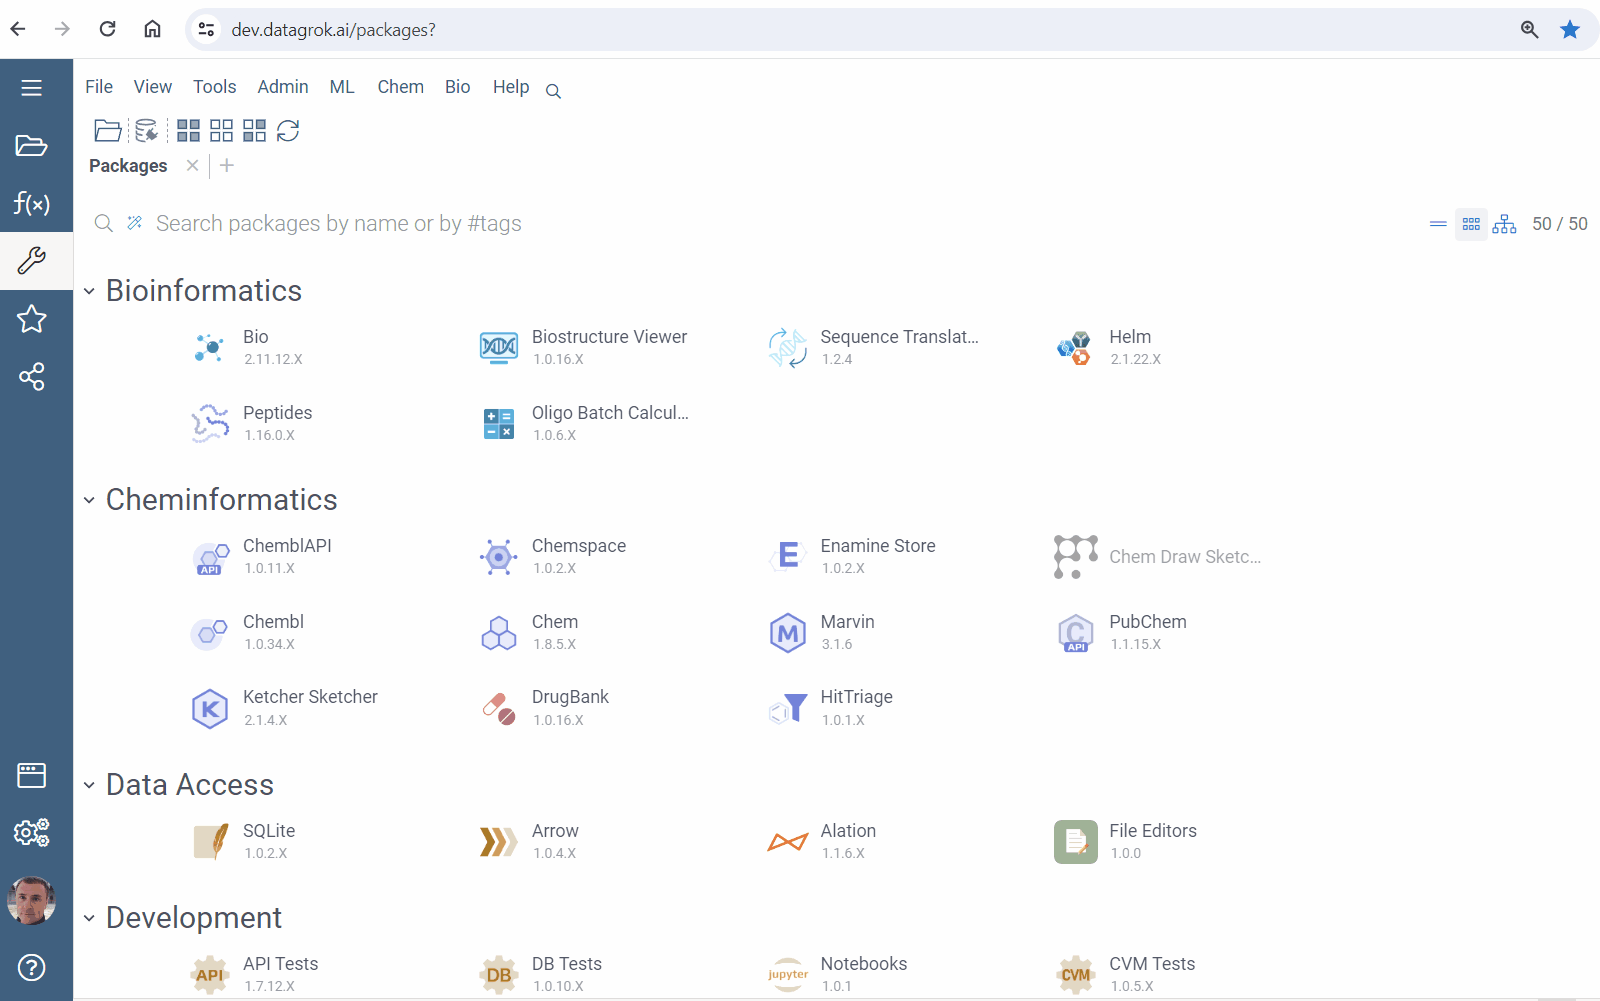 dev.datagrok.ai/packages?
File View Tools Admin ML Chem Bio Help
Packages
Search packages by name or by #tags
50 / 50
Bioinformatics
Bio
2.11.12.X
Biostructure Viewer
1.0.16.X
Sequence Translat...
1.2.4
Helm
2.1.22.X
Peptides
1.16.0.X
Oligo Batch Calcul...
1.0.6.X
Cheminformatics
API
ChemblAPI
1.0.11.X
Chemspace
1.0.2.X
E
Enamine Store
1.0.2.X
Chem Draw Sketc...
Chembl
1.0.34.X
Chem
1.8.5.X
M
Marvin
3.1.6
C
API
PubChem
1.1.15.X
K
Ketcher Sketcher
2.1.4.X
DrugBank
1.0.16.X
HitTriage
1.0.1.X
Data Access
SQLite
1.0.2.X
Arrow
1.0.4.X
Alation
1.1.6.X
File Editors
1.0.0
Development
API
API Tests
1.7.12.X
DB
DB Tests
1.0.10.X
jupyter
Notebooks
1.0.1
CVM
CVM Tests
1.0.5.X
f(x)
?